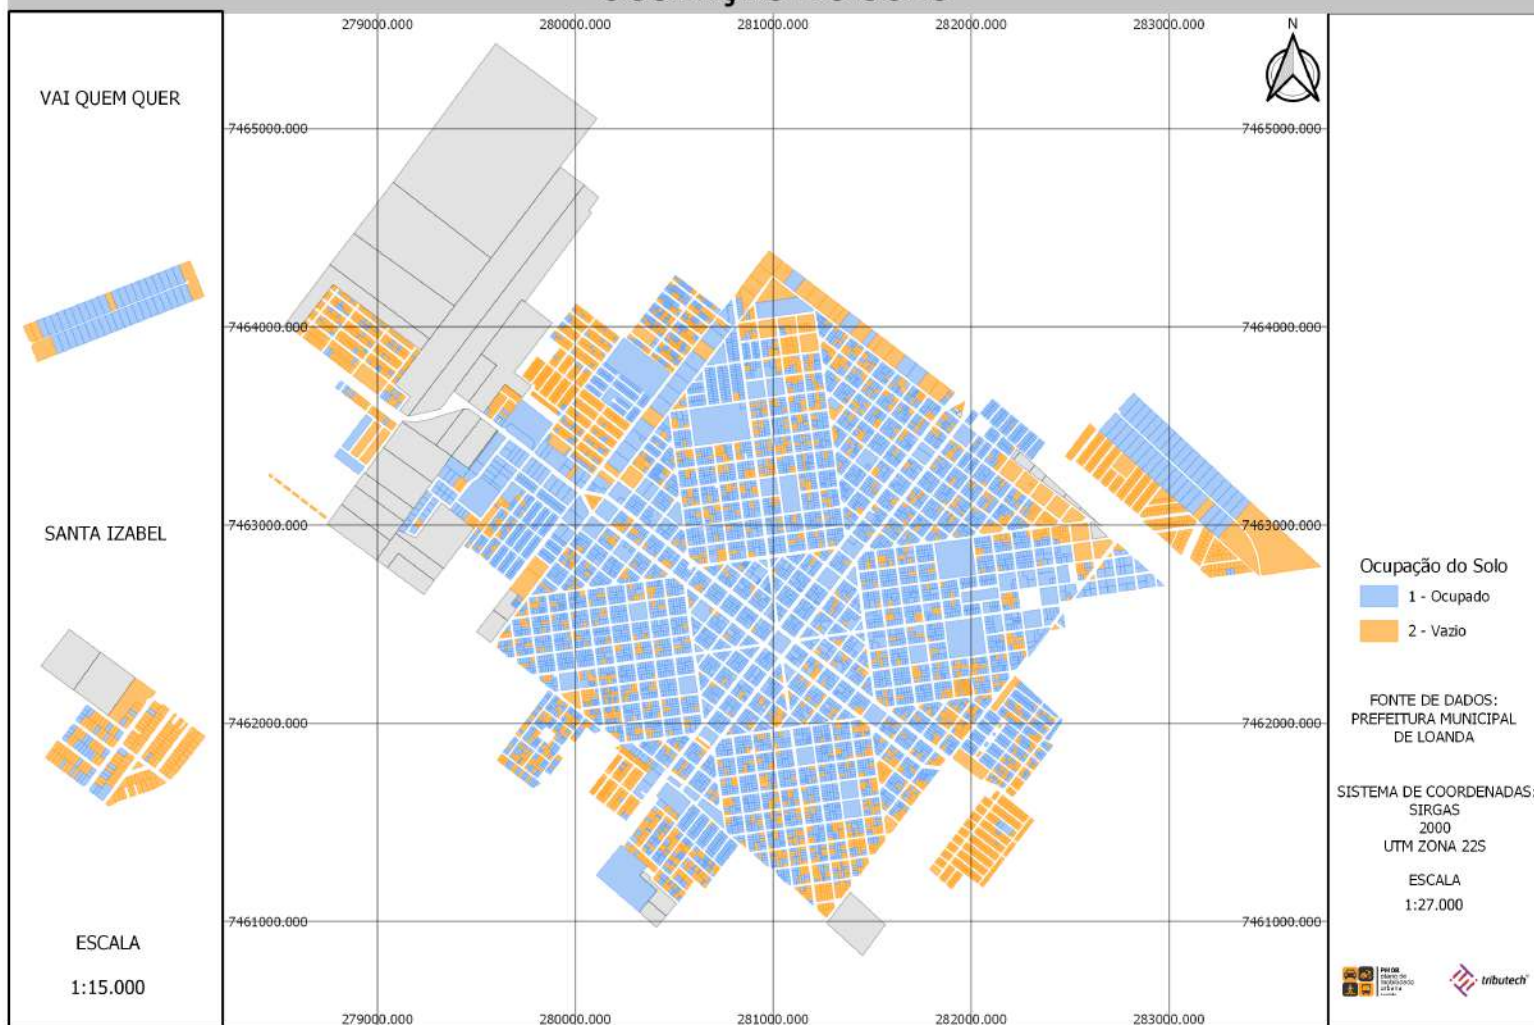 279000.000
280000.000
281000.000
282000.000
283000.000
N
VAI QUEM QUER
7465000.000
7465000.000
7464000.000
7464000.000
7463000.000
7463000.000
SANTA IZABEL
Ocupação do Solo
1 - Ocupado
2 - Vazio
7462000.000
7462000.000
FONTE DE DADOS:
PREFEITURA MUNICIPAL
DE LOANDA
SISTEMA DE COORDENADAS:
SIRGAS
2000
UTM ZONA 22S
ESCALA
1:27.000
7461000.000
7461000.000
ESCALA
1:15.000
plano de
mobilidade
urbana
tributech
279000.000
280000.000
281000.000
282000.000
283000.000